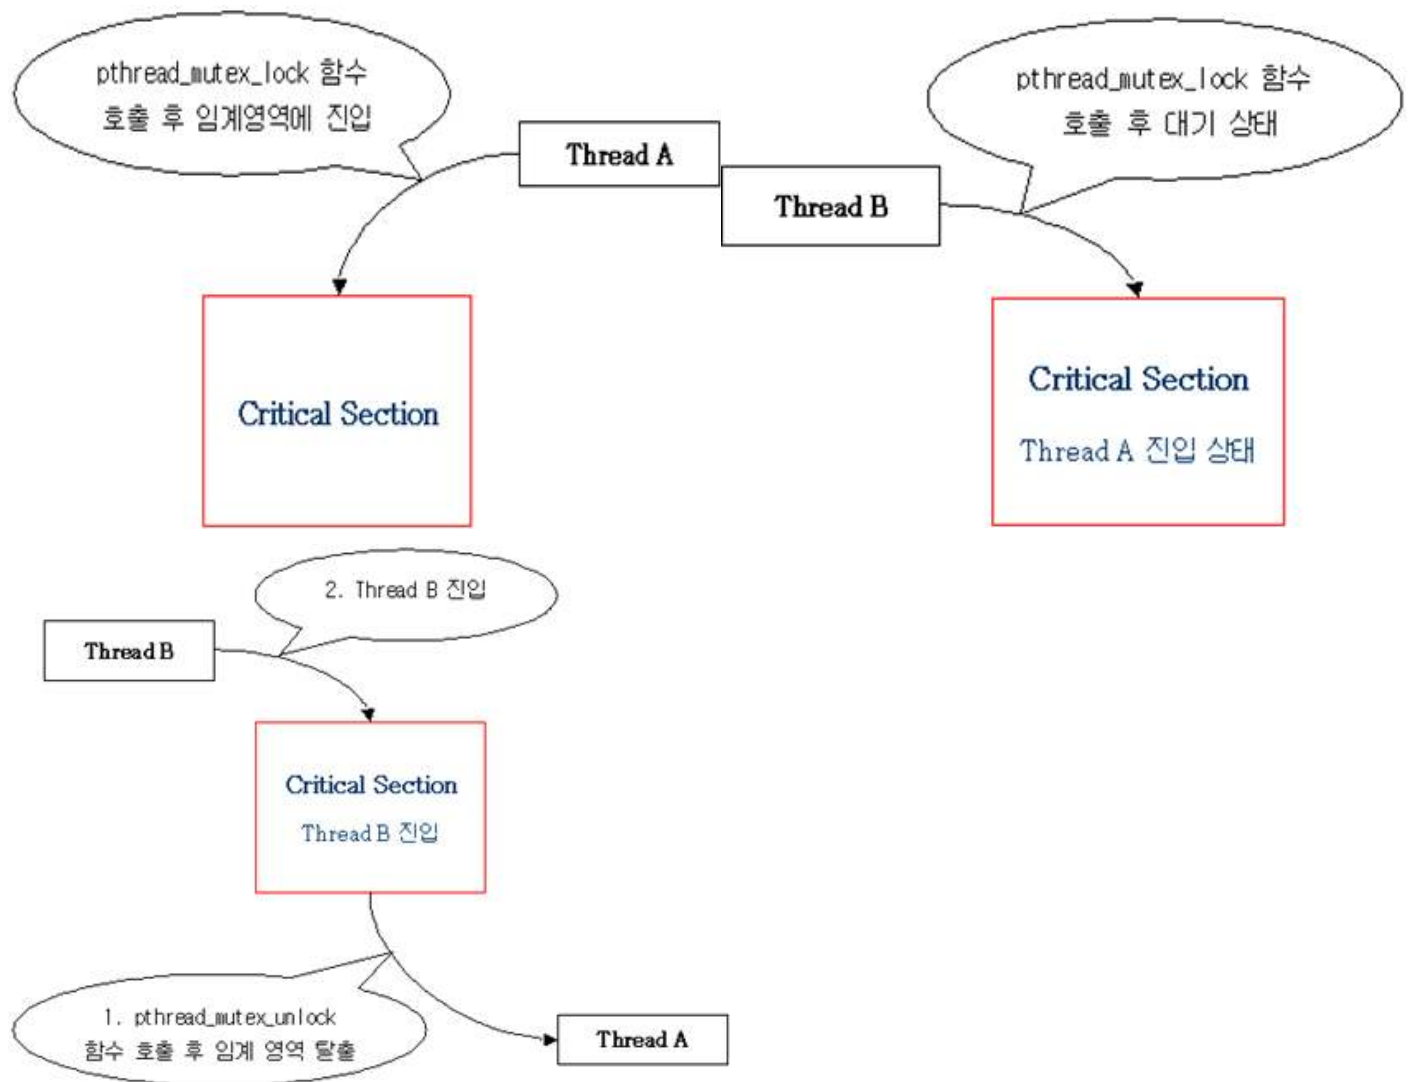 pthread_mutex_lock 함수
호출 후 임계영역에 진입
Thread A
Thread B
pthread_mutex_lock 함수
호출 후 대기 상태
Critical Section
Critical Section
Thread A 진입 상태
2. Thread B 진입
Thread B
Critical Section
Thread B 진입
1. pthread_mutex_unlock
함수 호출 후 임계 영역 탈출
Thread A